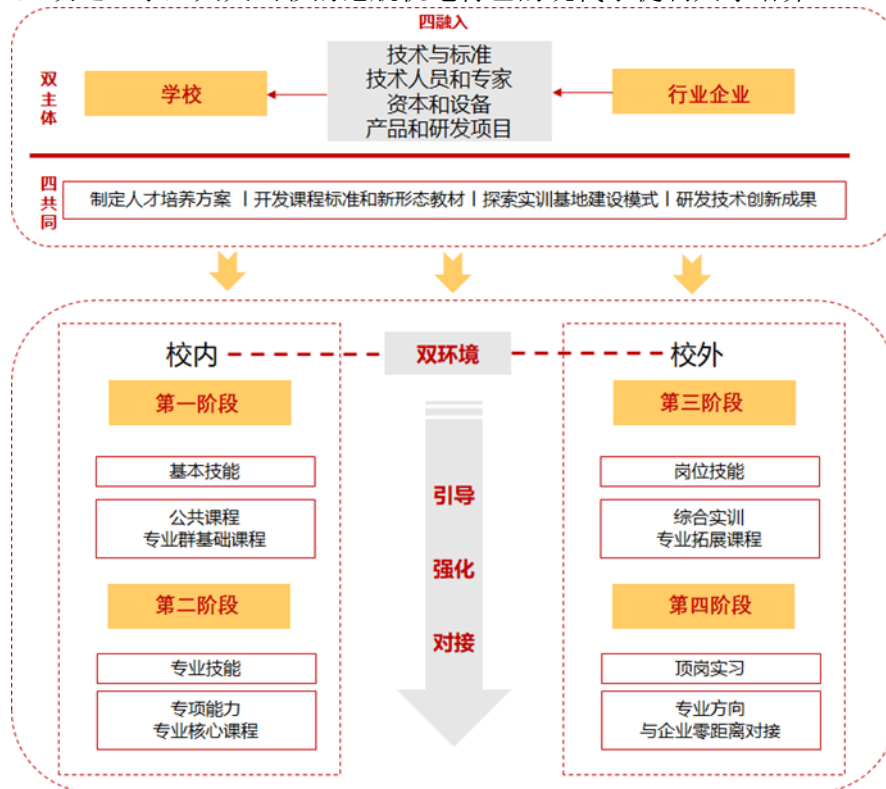 四融入
双主体
学校
技术与标准
技术人员和专家
资本和设备
产品和研发项目
行业企业
四共同
制定人才培养方案 | 开发课程标准和新形态教材 | 探索实训基地建设模式 | 研发技术创新成果
校内
双环境
校外
第一阶段
基本技能
公共课程
专业群基础课程
第二阶段
专业技能
专项能力
专业核心课程
引导
强化
对接
第三阶段
岗位技能
综合实训
专业拓展课程
第四阶段
顶岗实习
专业方向
与企业零距离对接